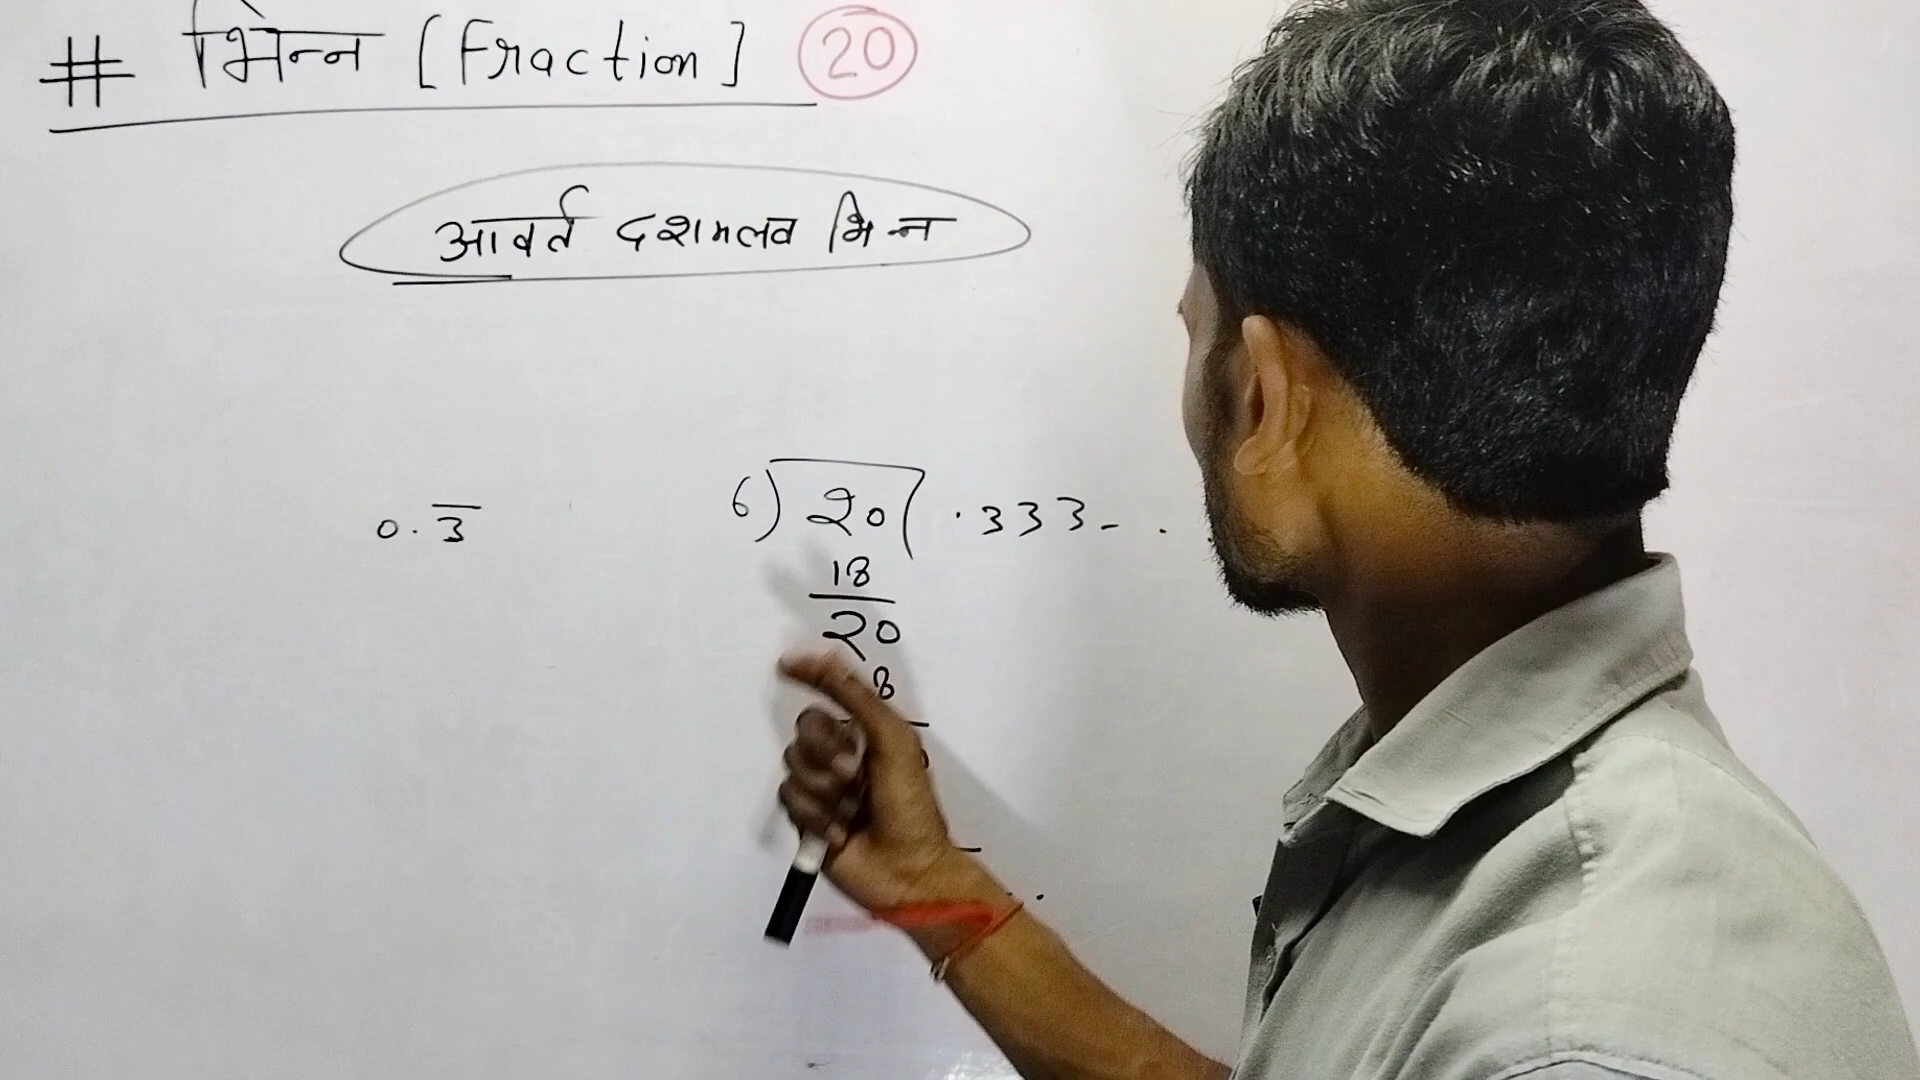 # भिन्न [Fraction] 20
आवर्त दशमलव भिन्न
0.3̅
6) 20 ( .333- .
18
20
8